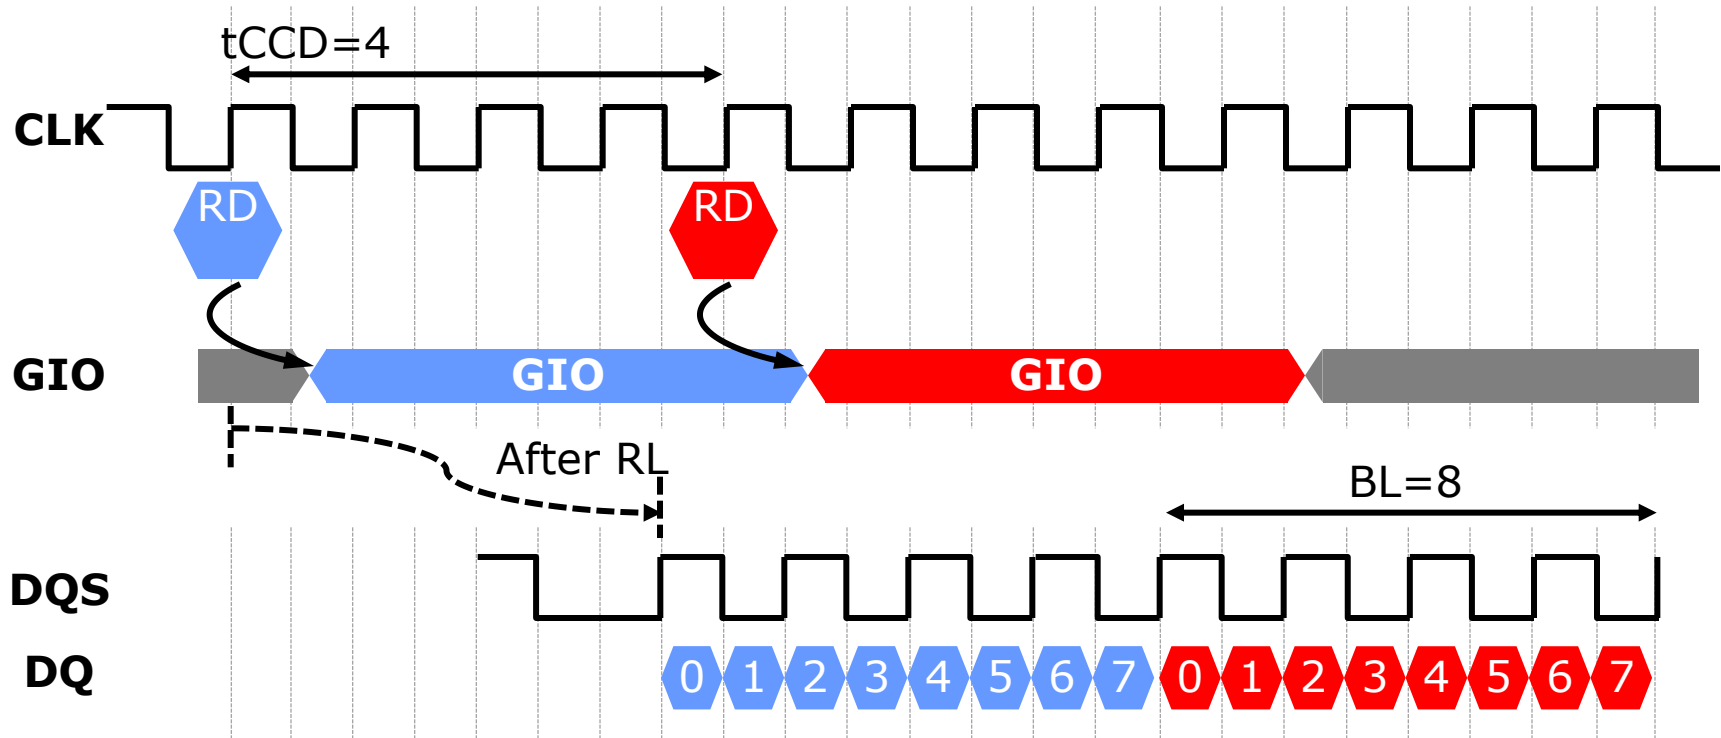 tCCD=4
CLK
RD RD
GIO GIO GIO
After RL
BL=8
DQS
DQ 0 1 2 3 4 5 6 7 0 1 2 3 4 5 6 7